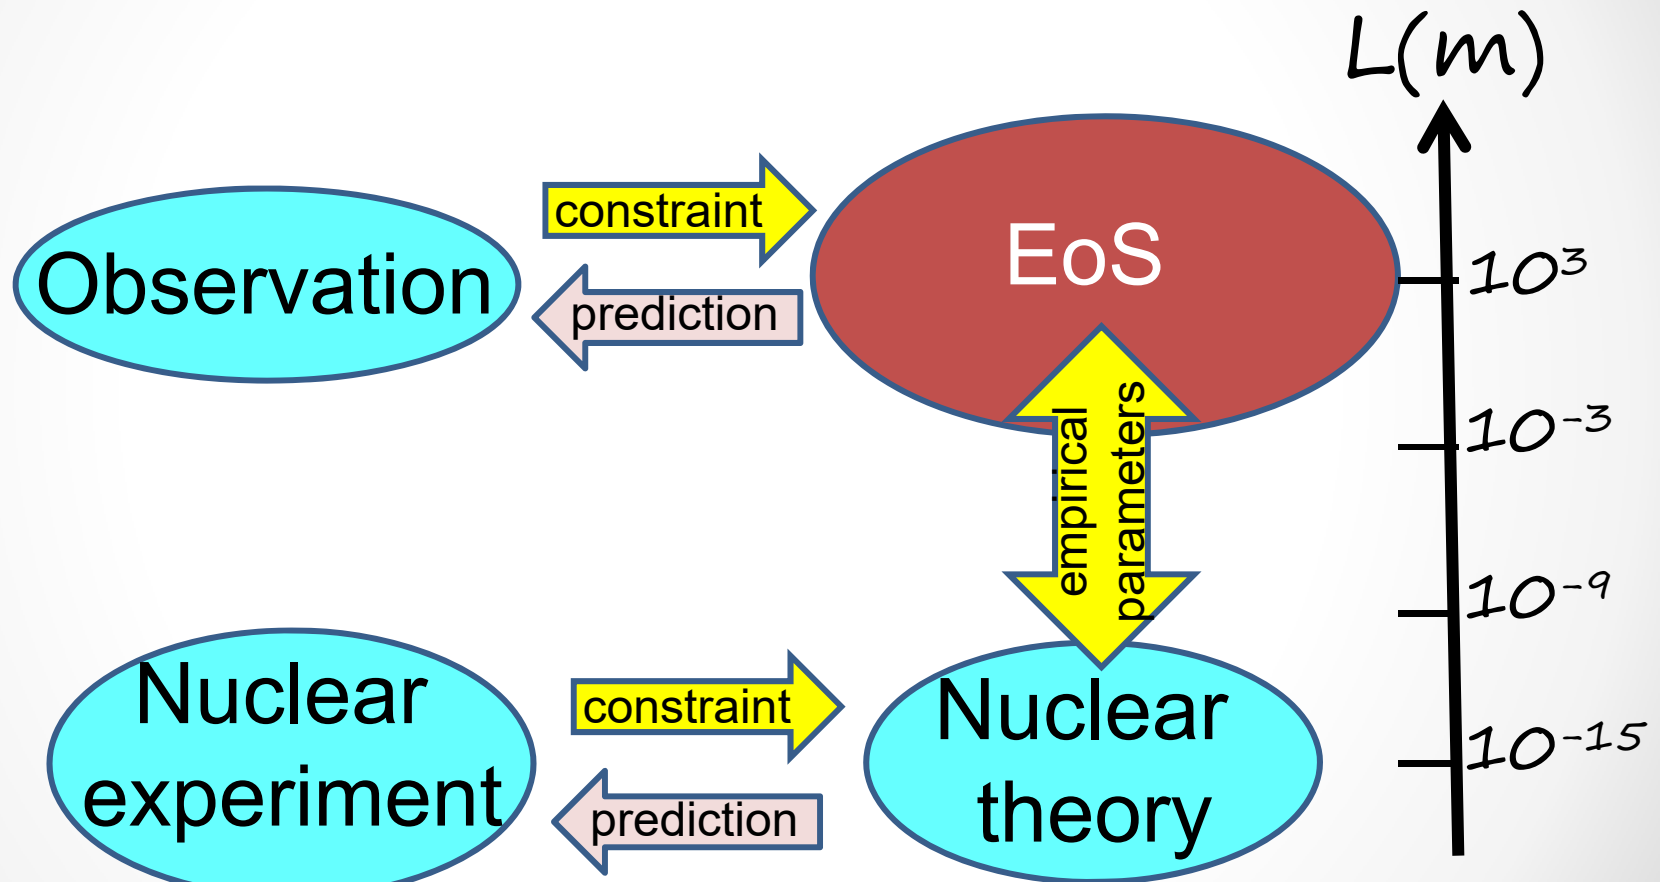 L(m)
constraint
EoS
Observation
prediction
10³
10⁻³
empirical
parameters
10⁻⁹
Nuclear
experiment
constraint
prediction
Nuclear
theory
10⁻¹⁵